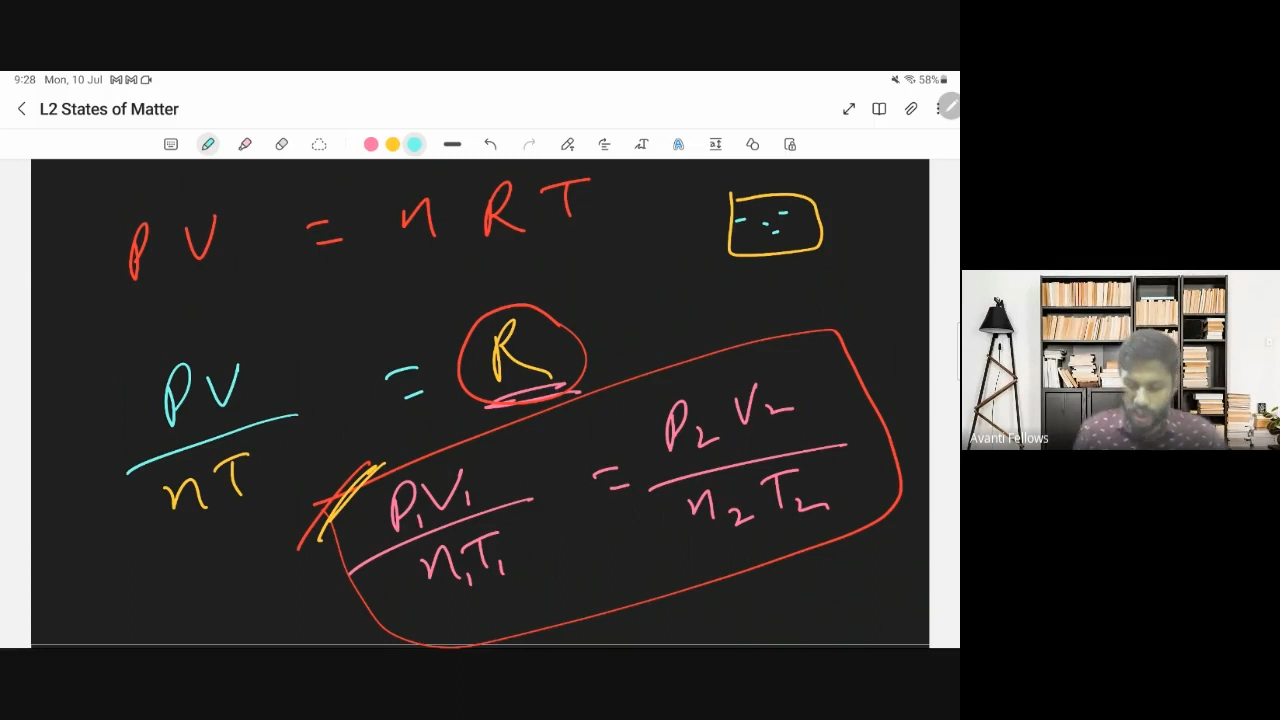 9:28 Mon, 10 Jul
58%
L2 States of Matter
PV = nRT
PV = R
nT
P₁V₁ = P₂V₂
n₁T₁ n₂T₂
Avanti Fellows